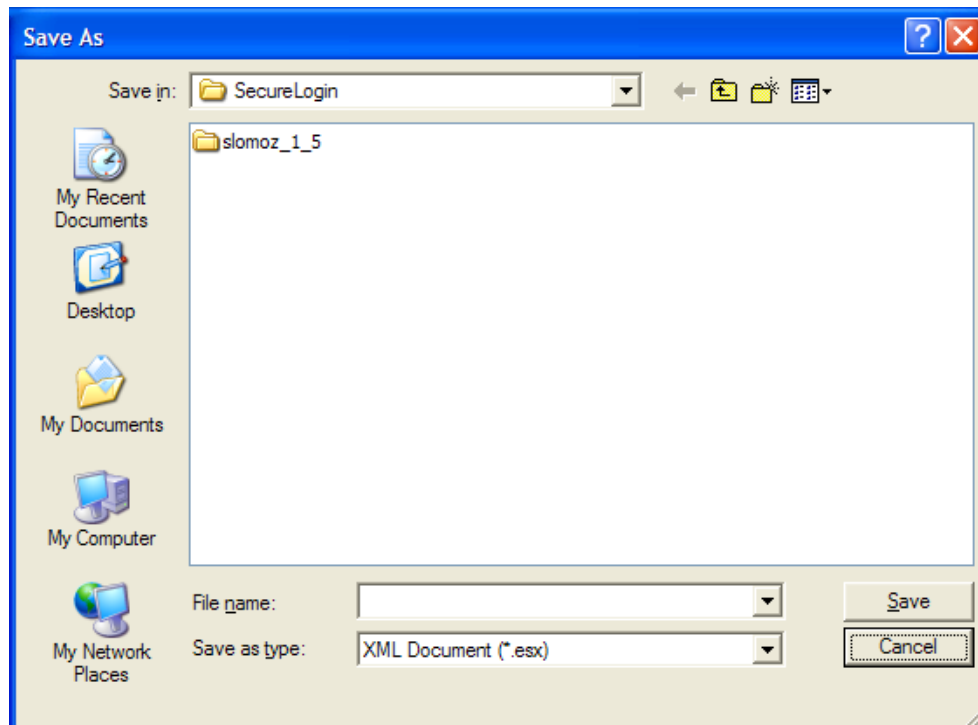 Save As
Save in: SecureLogin
slomoz_1_5
My Recent
Documents
Desktop
My Documents
My Computer
My Network
Places
File name:
Save
Save as type: XML Document (*.esx)
Cancel